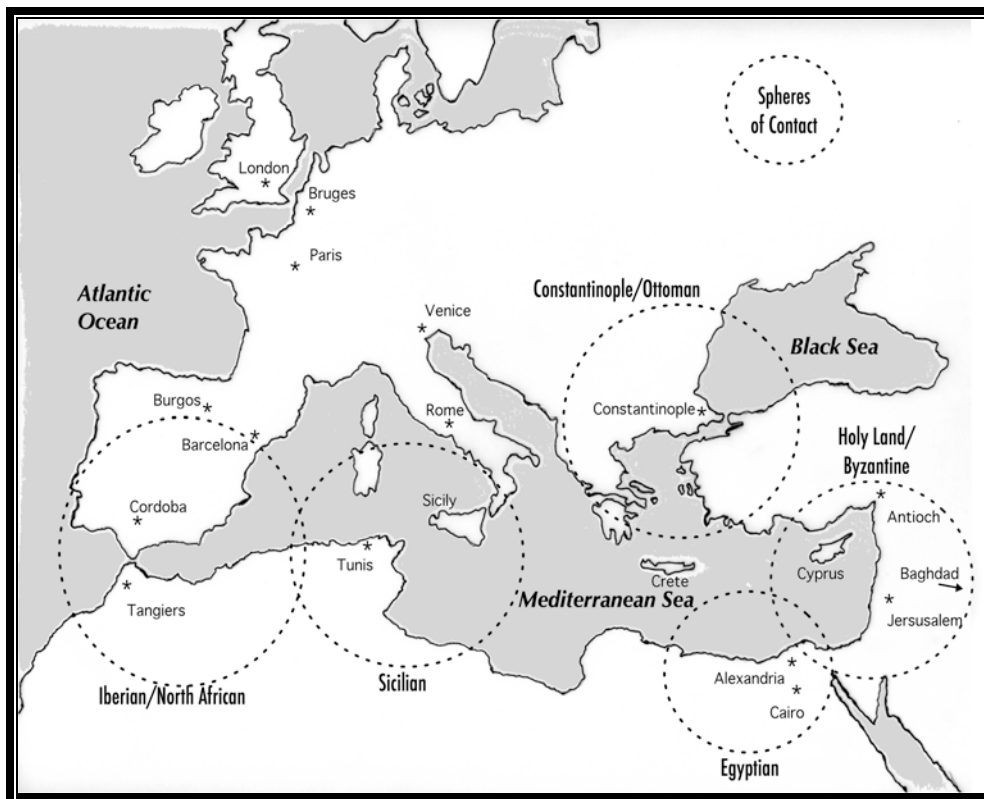 Spheres
of Contact
London
*
Bruges
*
Paris
*
Atlantic
Ocean
Constantinople/Ottoman
Venice
*
Black Sea
Burgos *
Rome
*
Constantinople *
Barcelona *
Holy Land/
Byzantine
Cordoba
*
Sicily
*
Antioch
Tunis *
Crete
Cyprus
Baghdad
*
Tangiers
Mediterranean Sea
*
Jersusalem
Iberian/North African
Sicilian
Alexandria *
Cairo *
Egyptian